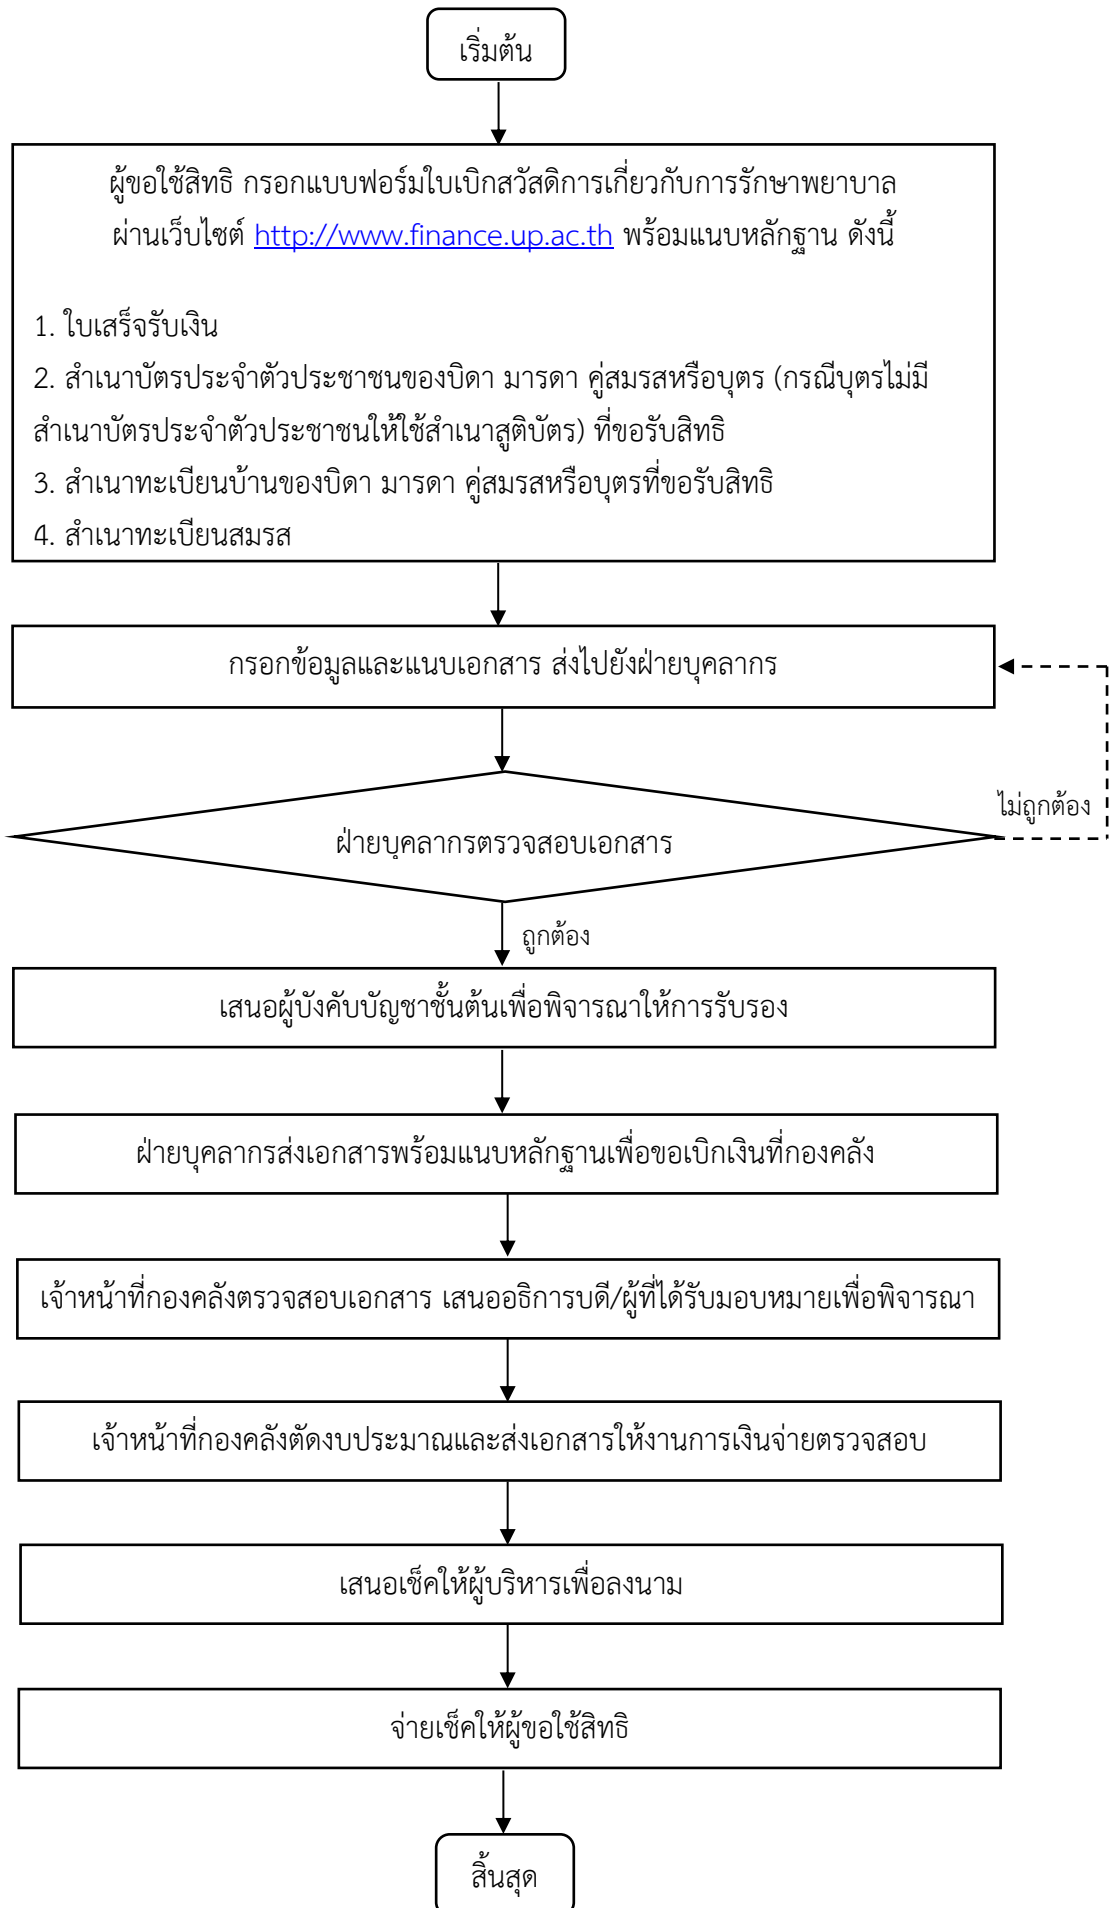 เริ่มต้น
ผู้ขอใช้สิทธิ กรอกแบบฟอร์มใบเบิกสวัสดิการเกี่ยวกับการรักษาพยาบาล
ผ่านเว็บไซต์ http://www.finance.up.ac.th พร้อมแนบหลักฐาน ดังนี้
1. ใบเสร็จรับเงิน
2. สำเนาบัตรประจำตัวประชาชนของบิดา มารดา คู่สมรสหรือบุตร (กรณีบุตรไม่มี
สำเนาบัตรประจำตัวประชาชนให้ใช้สำเนาสูติบัตร) ที่ขอรับสิทธิ
3. สำเนาทะเบียนบ้านของบิดา มารดา คู่สมรสหรือบุตรที่ขอรับสิทธิ
4. สำเนาทะเบียนสมรส
กรอกข้อมูลและแนบเอกสาร ส่งไปยังฝ่ายบุคลากร
ไม่ถูกต้อง
ฝ่ายบุคลากรตรวจสอบเอกสาร
ถูกต้อง
เสนอผู้บังคับบัญชาชั้นต้นเพื่อพิจารณาให้การรับรอง
ฝ่ายบุคลากรส่งเอกสารพร้อมแนบหลักฐานเพื่อขอเบิกเงินที่กองคลัง
เจ้าหน้าที่กองคลังตรวจสอบเอกสาร เสนออธิการบดี/ผู้ที่ได้รับมอบหมายเพื่อพิจารณา
เจ้าหน้าที่กองคลังตัดงบประมาณและส่งเอกสารให้งานการเงินจ่ายตรวจสอบ
เสนอเช็คให้ผู้บริหารเพื่อลงนาม
จ่ายเช็คให้ผู้ขอใช้สิทธิ
สิ้นสุด